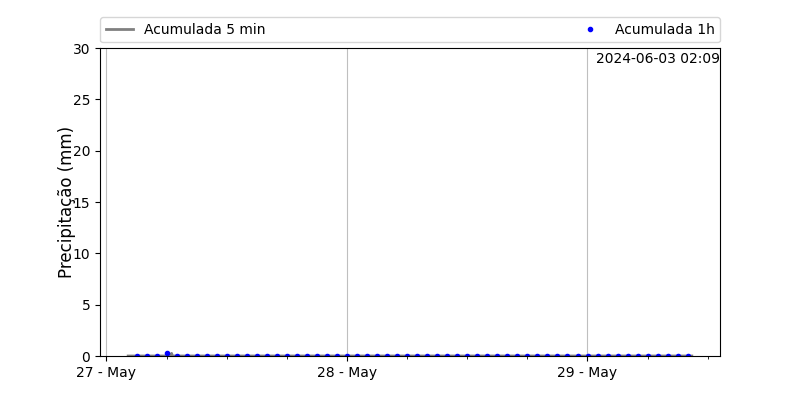 Acumulada 5 min
Acumulada 1h
2024-06-03 02:09
Precipitação (mm)
30
25
20
15
10
5
0
27 - May
28 - May
29 - May